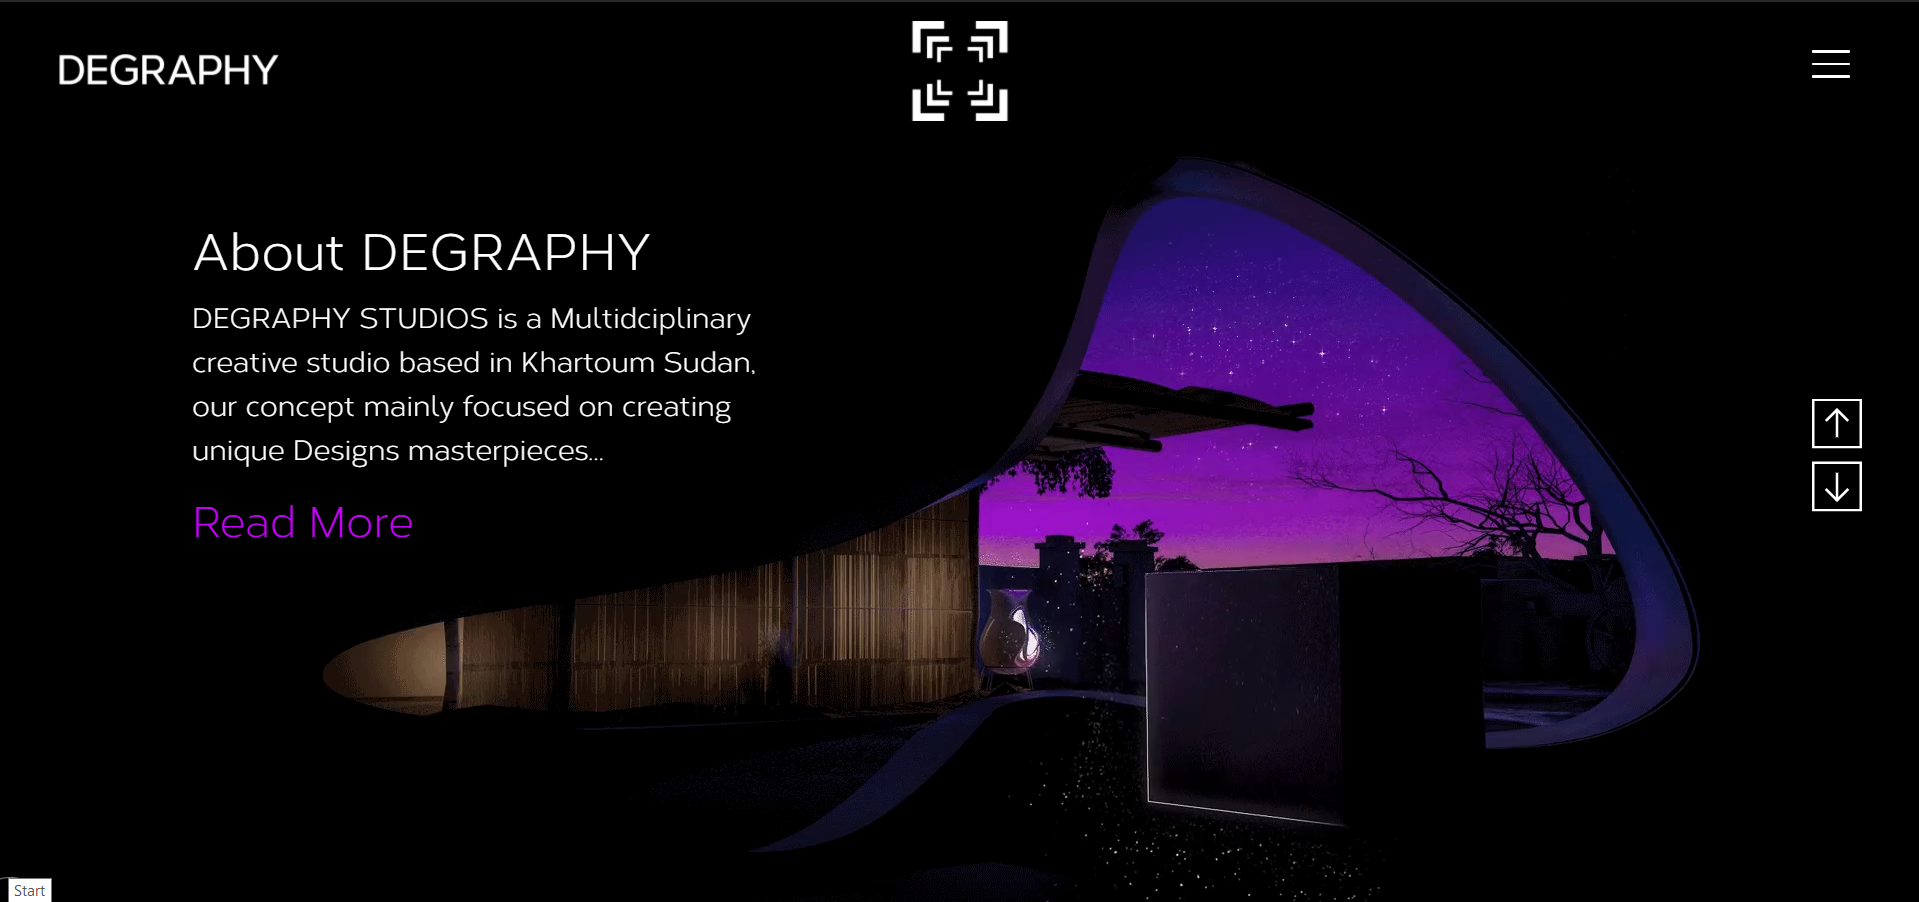 DEGRAPHY
About DEGRAPHY
DEGRAPHY STUDIOS is a Multidciplinary
creative studio based in Khartoum Sudan,
our concept mainly focused on creating
unique Designs masterpieces...
Read More
Start